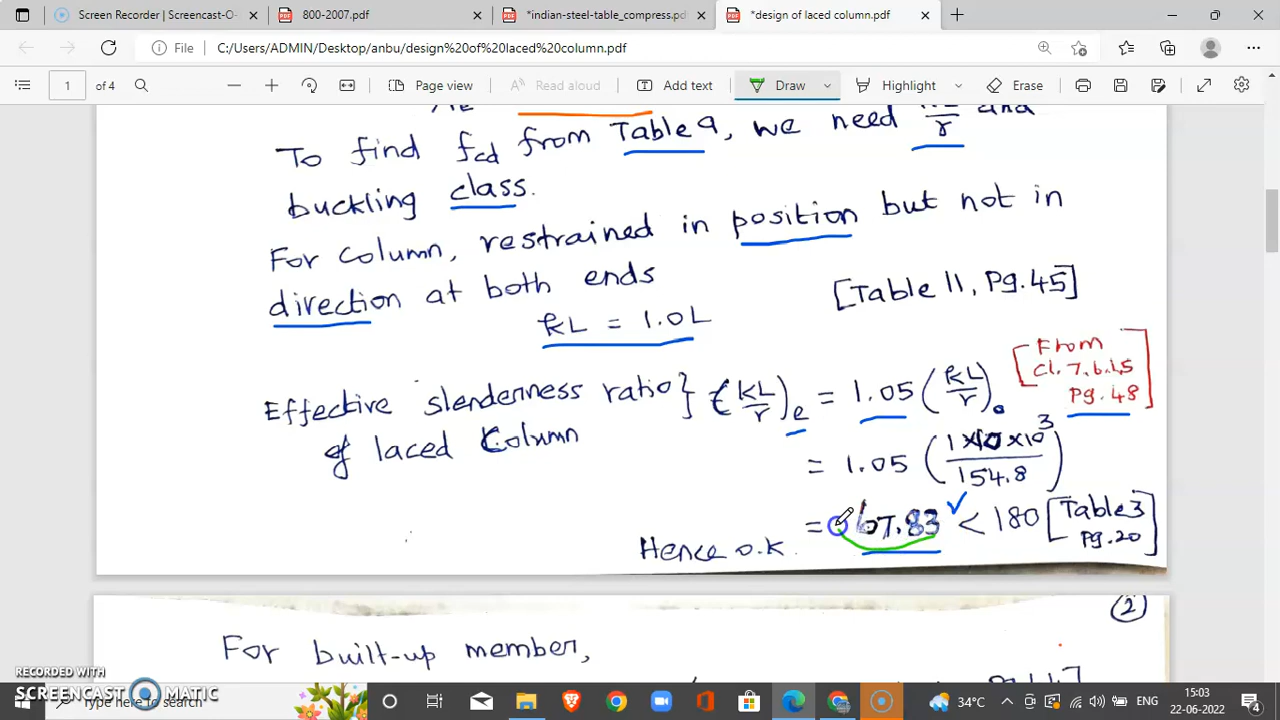 Screen Recorder | Screencast-O-
800-2007.pdf
*indian-steel-table_compress.pd
*design of laced column.pdf
File
C:/Users/ADMIN/Desktop/anbu/design%20of%20laced%20column.pdf
1 of 4
Page view
Read aloud
Add text
Draw
Highlight
Erase
To find fcd from Table 9, we need KL/r and
buckling class.
For column, restrained in position but not in
direction at both ends
[Table 11, Pg.45]
KL = 1.0L
[From
Cl.7.6.1.5
Pg.48]
Effective slenderness ratio} (KL/r)e = 1.05 (KL/r)o
of laced Column
= 1.05 (1×10×10³/154.8)
= 67.83 < 180 [Table 3
Pg.20]
Hence o.k.
(2)
For built-up member,
RECORDED WITH
SCREENCAST MATIC
here to search
34°C
ENG
15:03
22-06-2022
4